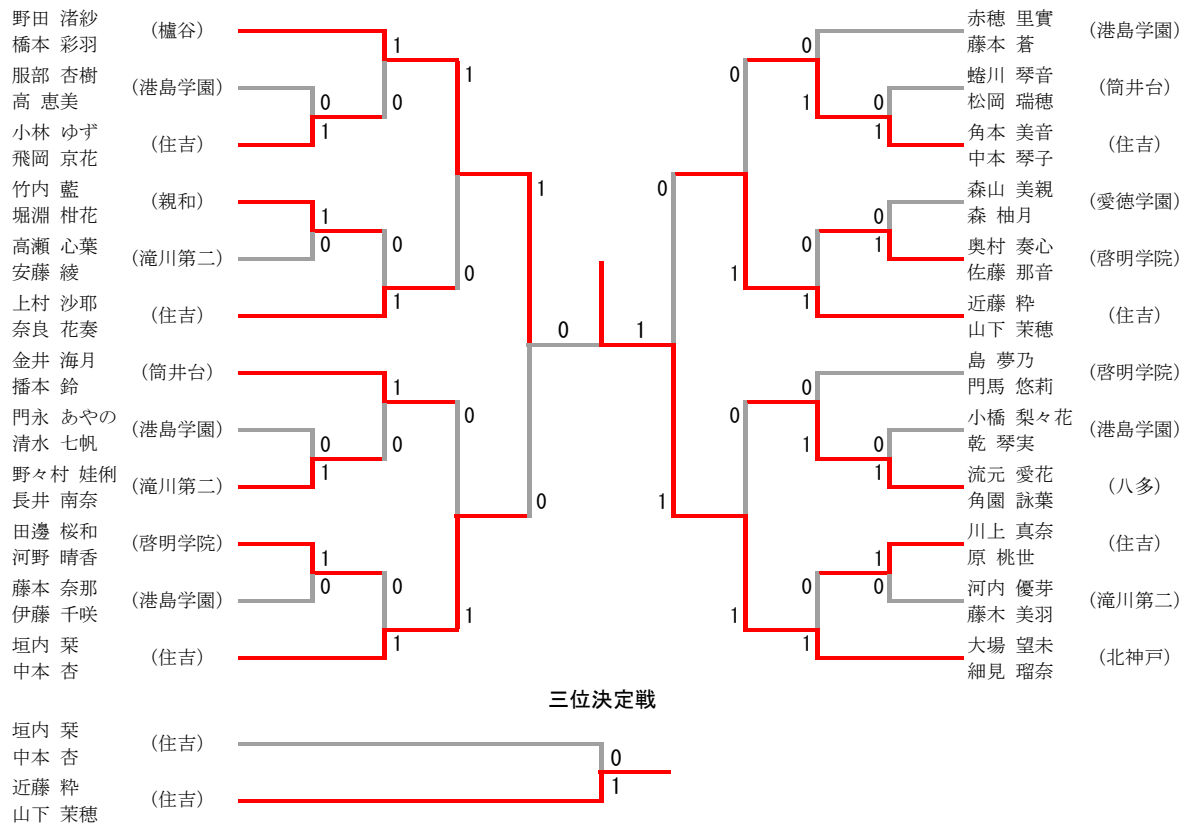 野田 渚紗
橋本 彩羽
(櫨谷)
服部 杏樹
高 恵美
(港島学園)
小林 ゆず
飛岡 京花
(住吉)
竹内 藍
堀淵 柑花
(親和)
高瀬 心葉
安藤 綾
(滝川第二)
上村 沙耶
奈良 花奏
(住吉)
金井 海月
播本 鈴
(筒井台)
門永 あやの
清水 七帆
(港島学園)
野々村 娃俐
長井 南奈
(滝川第二)
田邊 桜和
河野 晴香
(啓明学院)
藤本 奈那
伊藤 千咲
(港島学園)
垣内 栞
中本 杏
(住吉)
1
0
0
1
1
0
0
1
1
0
1
0
0
1
1
0
0
1
0
1
1
0
0
1
赤穂 里實
藤本 蒼
(港島学園)
蜷川 琴音
松岡 瑞穂
(筒井台)
角本 美音
中本 琴子
(住吉)
森山 美親
森 柚月
(愛徳学園)
奥村 奏心
佐藤 那音
(啓明学院)
近藤 粋
山下 茉穂
(住吉)
島 夢乃
門馬 悠莉
(啓明学院)
小橋 梨々花
乾 琴実
(港島学園)
流元 愛花
角園 詠葉
(八多)
川上 真奈
原 桃世
(住吉)
河内 優芽
藤木 美羽
(滝川第二)
大場 望未
細見 瑠奈
(北神戸)
0
1
0
1
0
1
0
1
0
1
0
1
0
1
0
1
1
0
0
1
0
1
三位決定戦
垣内 栞
中本 杏
(住吉)
近藤 粋
山下 茉穂
(住吉)
0
1